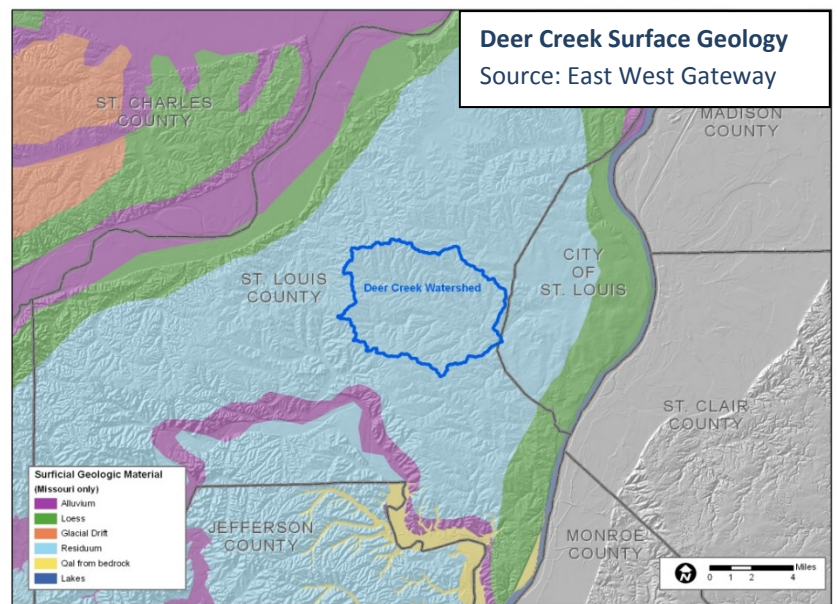 Deer Creek Surface Geology
Source: East West Gateway
ST. CHARLES
COUNTY
MADISON
COUNTY
ST. LOUIS
COUNTY
Deer Creek Watershed
CITY
OF
ST. LOUIS
ST. CLAIR
COUNTY
JEFFERSON
COUNTY
MONROE
COUNTY
Surficial Geologic Material
(Missouri only)
Alluvium
Loess
Glacial Drift
Residuum
Qal from bedrock
Lakes
N
Miles
0 1 2 4